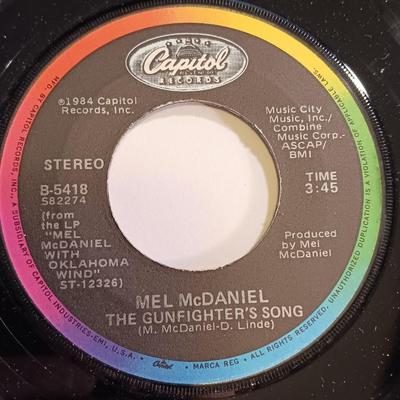 Capitol
RECORDS
℗1984 Capitol
Records, Inc.
Music City
Music, Inc./
Combine
Music Corp.-
ASCAP/
BMI
STEREO
B-5418
S82274
(from
the LP
"MEL
McDANIEL
WITH
OKLAHOMA
WIND"
ST-12326)
TIME
3:45
Produced
by Mel
McDaniel
MEL McDANIEL
THE GUNFIGHTER'S SONG
(M. McDaniel-D. Linde)
MFG. BY CAPITOL RECORDS, INC., A SUBSIDIARY OF CAPITOL INDUSTRIES-EMI, U.S.A. • Capitol • MARCA REG. • ALL RIGHTS RESERVED. UNAUTHORIZED DUPLICATION IS A VIOLATION OF APPLICABLE LAWS.